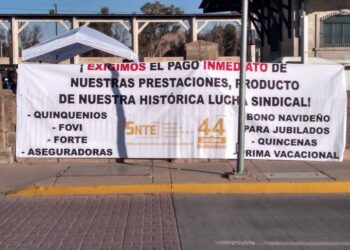 ¡ EXIGIMOS EL PAGO INMEDIATO DE
NUESTRAS PRESTACIONES, PRODUCTO
DE NUESTRA HISTÓRICA LUCHA SINDICAL!
- QUINQUENIOS
- FOVI
- FORTE
- ASEGURADORAS
SNTE
44
DURANGO
BONO NAVIDEÑO
PARA JUBILADOS
- QUINCENAS
PRIMA VACACIONAL